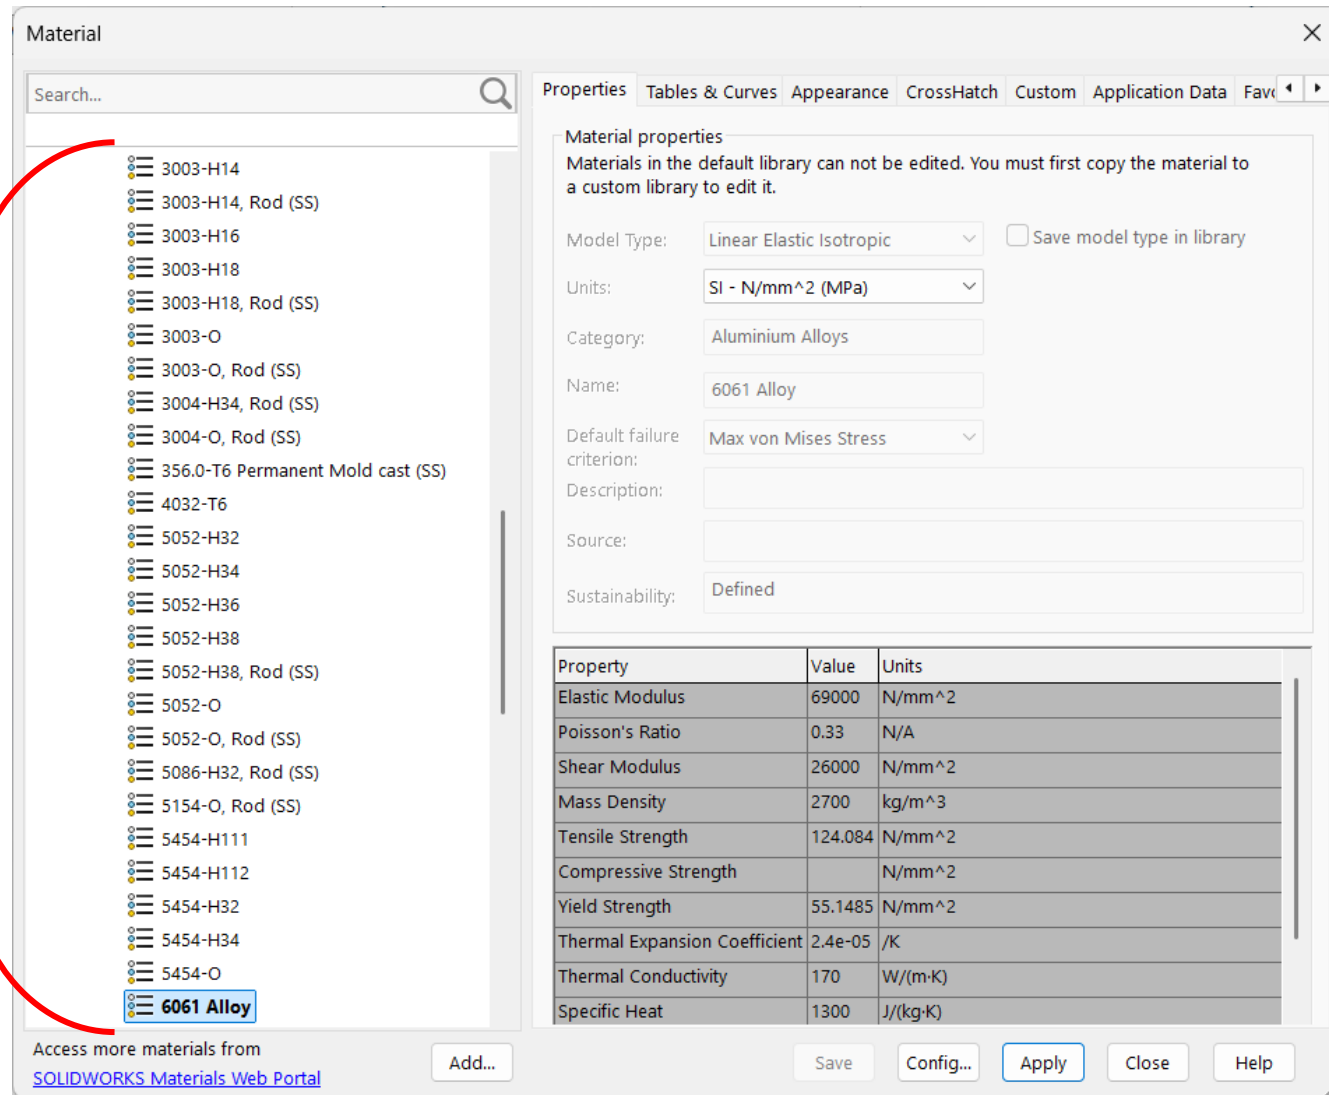 Material
Search...
3003-H14
3003-H14, Rod (SS)
3003-H16
3003-H18
3003-H18, Rod (SS)
3003-O
3003-O, Rod (SS)
3004-H34, Rod (SS)
3004-O, Rod (SS)
356.0-T6 Permanent Mold cast (SS)
4032-T6
5052-H32
5052-H34
5052-H36
5052-H38
5052-H38, Rod (SS)
5052-O
5052-O, Rod (SS)
5086-H32, Rod (SS)
5154-O, Rod (SS)
5454-H111
5454-H112
5454-H32
5454-H34
5454-O
6061 Alloy
Access more materials from
SOLIDWORKS Materials Web Portal
Add...
Properties Tables & Curves Appearance CrossHatch Custom Application Data Favo
Material properties
Materials in the default library can not be edited. You must first copy the material to
a custom library to edit it.
Model Type: Linear Elastic Isotropic Save model type in library
Units: SI - N/mm^2 (MPa)
Category: Aluminium Alloys
Name: 6061 Alloy
Default failure
criterion: Max von Mises Stress
Description:
Source:
Sustainability: Defined
Property Value Units
Elastic Modulus 69000 N/mm^2
Poisson's Ratio 0.33 N/A
Shear Modulus 26000 N/mm^2
Mass Density 2700 kg/m^3
Tensile Strength 124.084 N/mm^2
Compressive Strength N/mm^2
Yield Strength 55.1485 N/mm^2
Thermal Expansion Coefficient 2.4e-05 /K
Thermal Conductivity 170 W/(m·K)
Specific Heat 1300 J/(kg·K)
Save Config... Apply Close Help